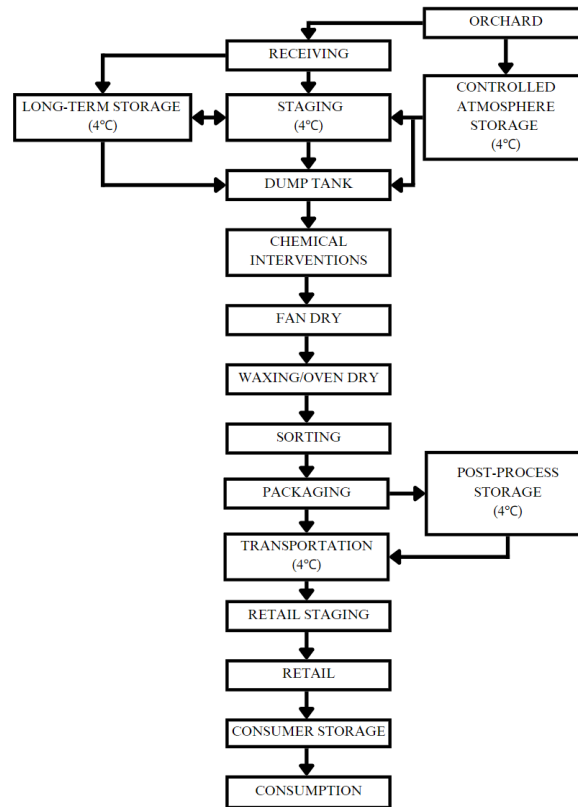 ORCHARD
RECEIVING
LONG-TERM STORAGE
(4℃)
STAGING
(4℃)
CONTROLLED
ATMOSPHERE
STORAGE
(4℃)
DUMP TANK
CHEMICAL
INTERVENTIONS
FAN DRY
WAXING/OVEN DRY
SORTING
PACKAGING
POST-PROCESS
STORAGE
(4℃)
TRANSPORTATION
(4℃)
RETAIL STAGING
RETAIL
CONSUMER STORAGE
CONSUMPTION